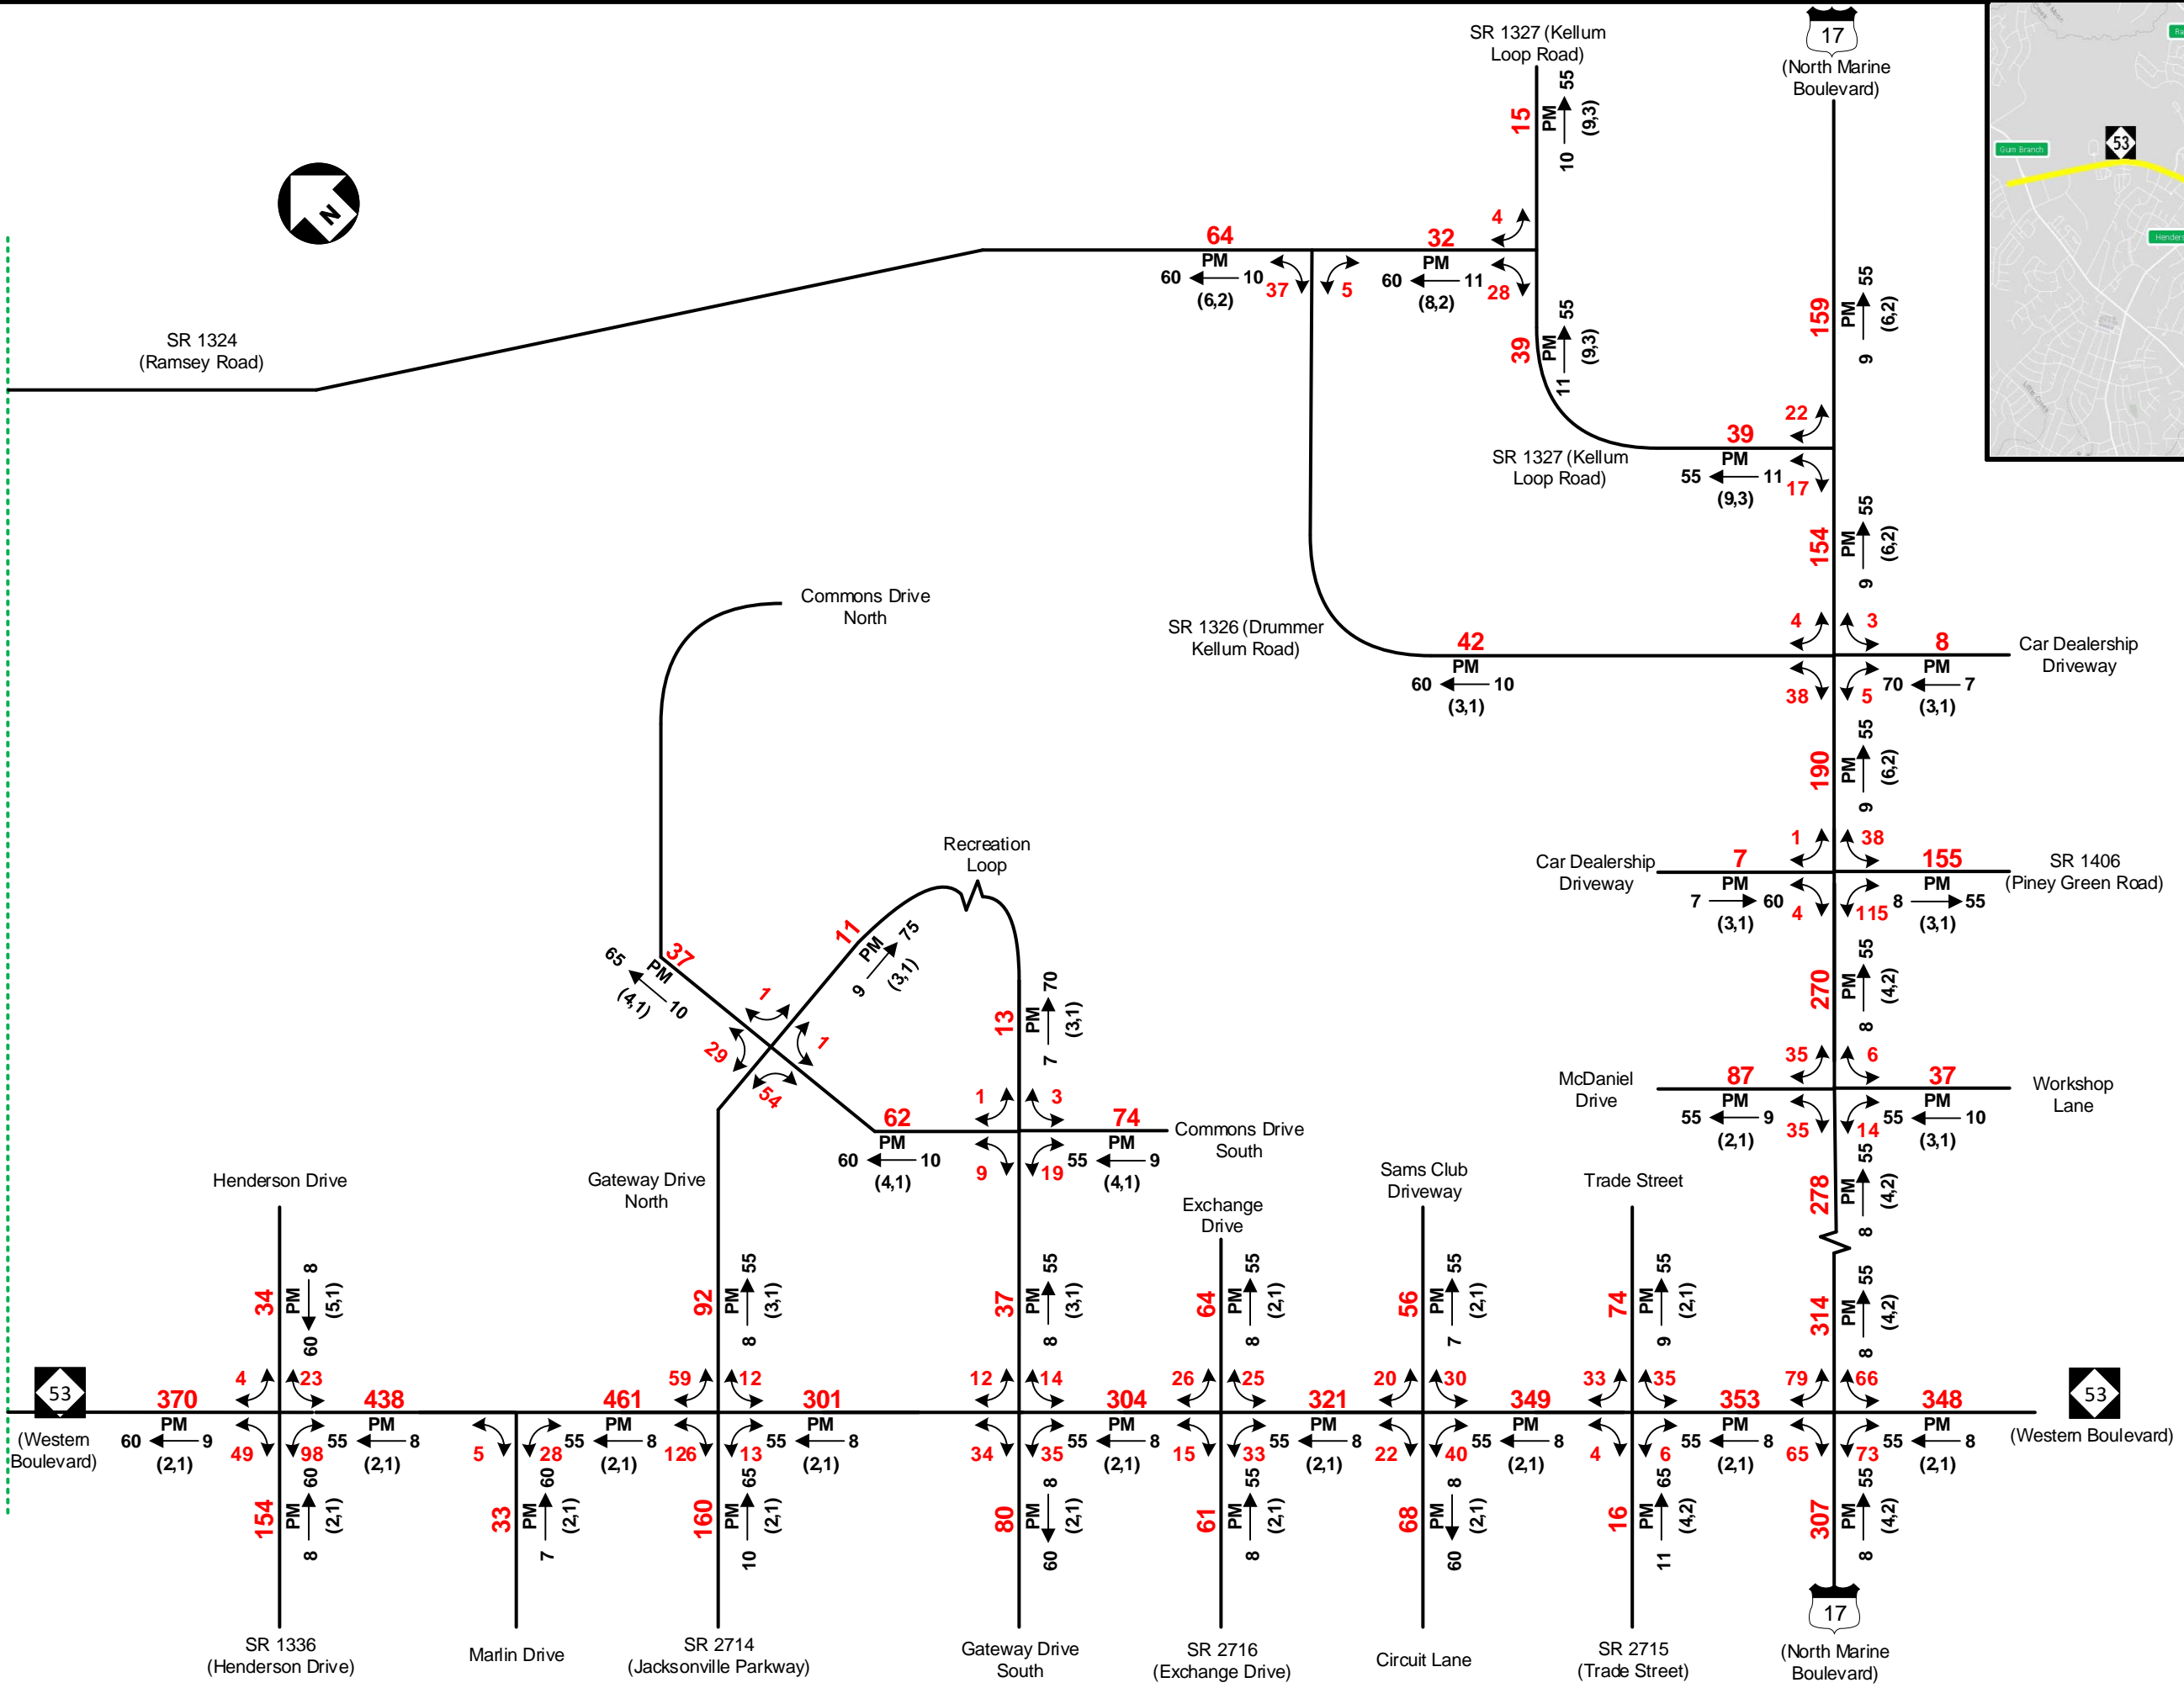 SR 1327 (Kellum
Loop Road)
17
(North Marine
Boulevard)
53
Gum Branch
N
15
PM
10
55
(9,3)
4
64
PM
60
10
(6,2)
37
5
32
PM
60
11
(8,2)
28
39
PM
11
55
(9,3)
159
PM
9
55
(6,2)
SR 1324
(Ramsey Road)
22
39
PM
55
11
(9,3)
17
SR 1327 (Kellum
Loop Road)
154
PM
9
55
(6,2)
Commons Drive
North
SR 1326 (Drummer
Kellum Road)
42
PM
60
10
(3,1)
4
3
38
5
8
PM
70
7
(3,1)
Car Dealership
Driveway
190
PM
9
55
(6,2)
Recreation
Loop
Car Dealership
Driveway
7
PM
7
60
(3,1)
1
38
4
115
155
PM
8
55
(3,1)
SR 1406
(Piney Green Road)
11
PM
9
75
(3,1)
37
PM
65
10
(4,1)
1
29
1
54
13
PM
7
70
(3,1)
270
PM
8
55
(4,2)
McDaniel
Drive
87
PM
55
9
(2,1)
35
6
35
14
37
PM
55
10
(3,1)
Workshop
Lane
62
PM
60
10
(4,1)
1
3
9
19
74
PM
55
9
(4,1)
Commons Drive
South
278
PM
8
55
(4,2)
Henderson Drive
Gateway Drive
North
Exchange
Drive
Sams Club
Driveway
Trade Street
34
PM
8
60
(5,1)
92
PM
8
55
(3,1)
37
PM
8
55
(3,1)
64
PM
8
55
(2,1)
56
PM
7
55
(2,1)
74
PM
9
55
(2,1)
314
PM
8
55
(4,2)
53
(Western
Boulevard)
370
PM
60
9
(2,1)
4
23
49
98
438
PM
55
8
(2,1)
5
28
461
PM
55
8
(2,1)
59
12
126
13
301
PM
55
8
(2,1)
12
14
34
35
304
PM
55
8
(2,1)
26
25
15
33
321
PM
55
8
(2,1)
20
30
22
40
349
PM
55
8
(2,1)
33
35
4
6
353
PM
55
8
(2,1)
79
66
65
73
348
PM
55
8
(2,1)
53
(Western Boulevard)
154
PM
8
60
(2,1)
33
PM
7
60
(2,1)
160
PM
10
65
(2,1)
80
PM
8
60
(2,1)
61
PM
8
55
(2,1)
68
PM
8
60
(2,1)
16
PM
11
65
(4,2)
307
PM
8
55
(4,2)
17
SR 1336
(Henderson Drive)
Marlin Drive
SR 2714
(Jacksonville Parkway)
Gateway Drive
South
SR 2716
(Exchange Drive)
Circuit Lane
SR 2715
(Trade Street)
(North Marine
Boulevard)